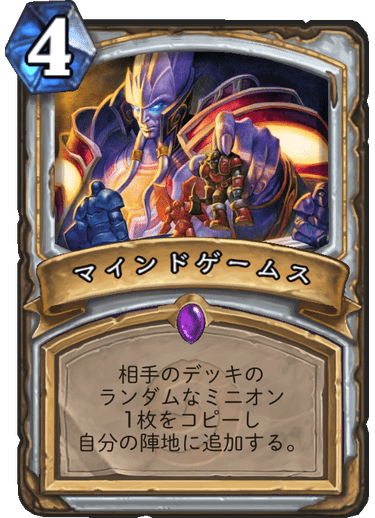 4
マインドゲームス
相手のデッキの
ランダムなミニオン
1枚をコピーし
自分の陣地に追加する。